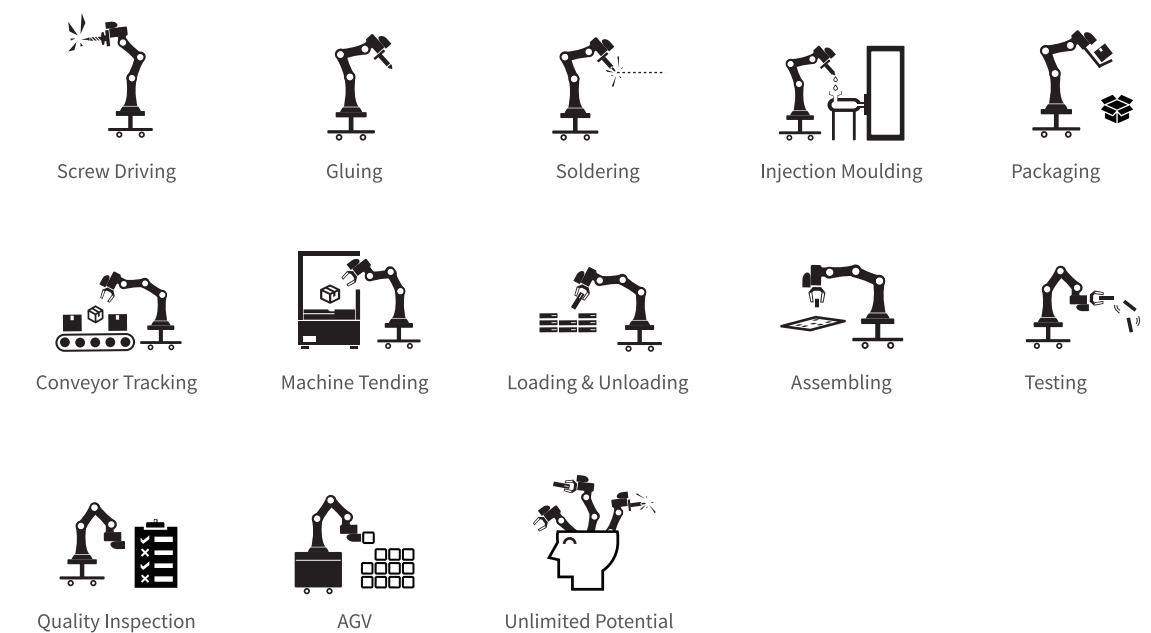 Screw Driving
Gluing
Soldering
Injection Moulding
Packaging
Conveyor Tracking
Machine Tending
Loading & Unloading
Assembling
Testing
Quality Inspection
AGV
Unlimited Potential